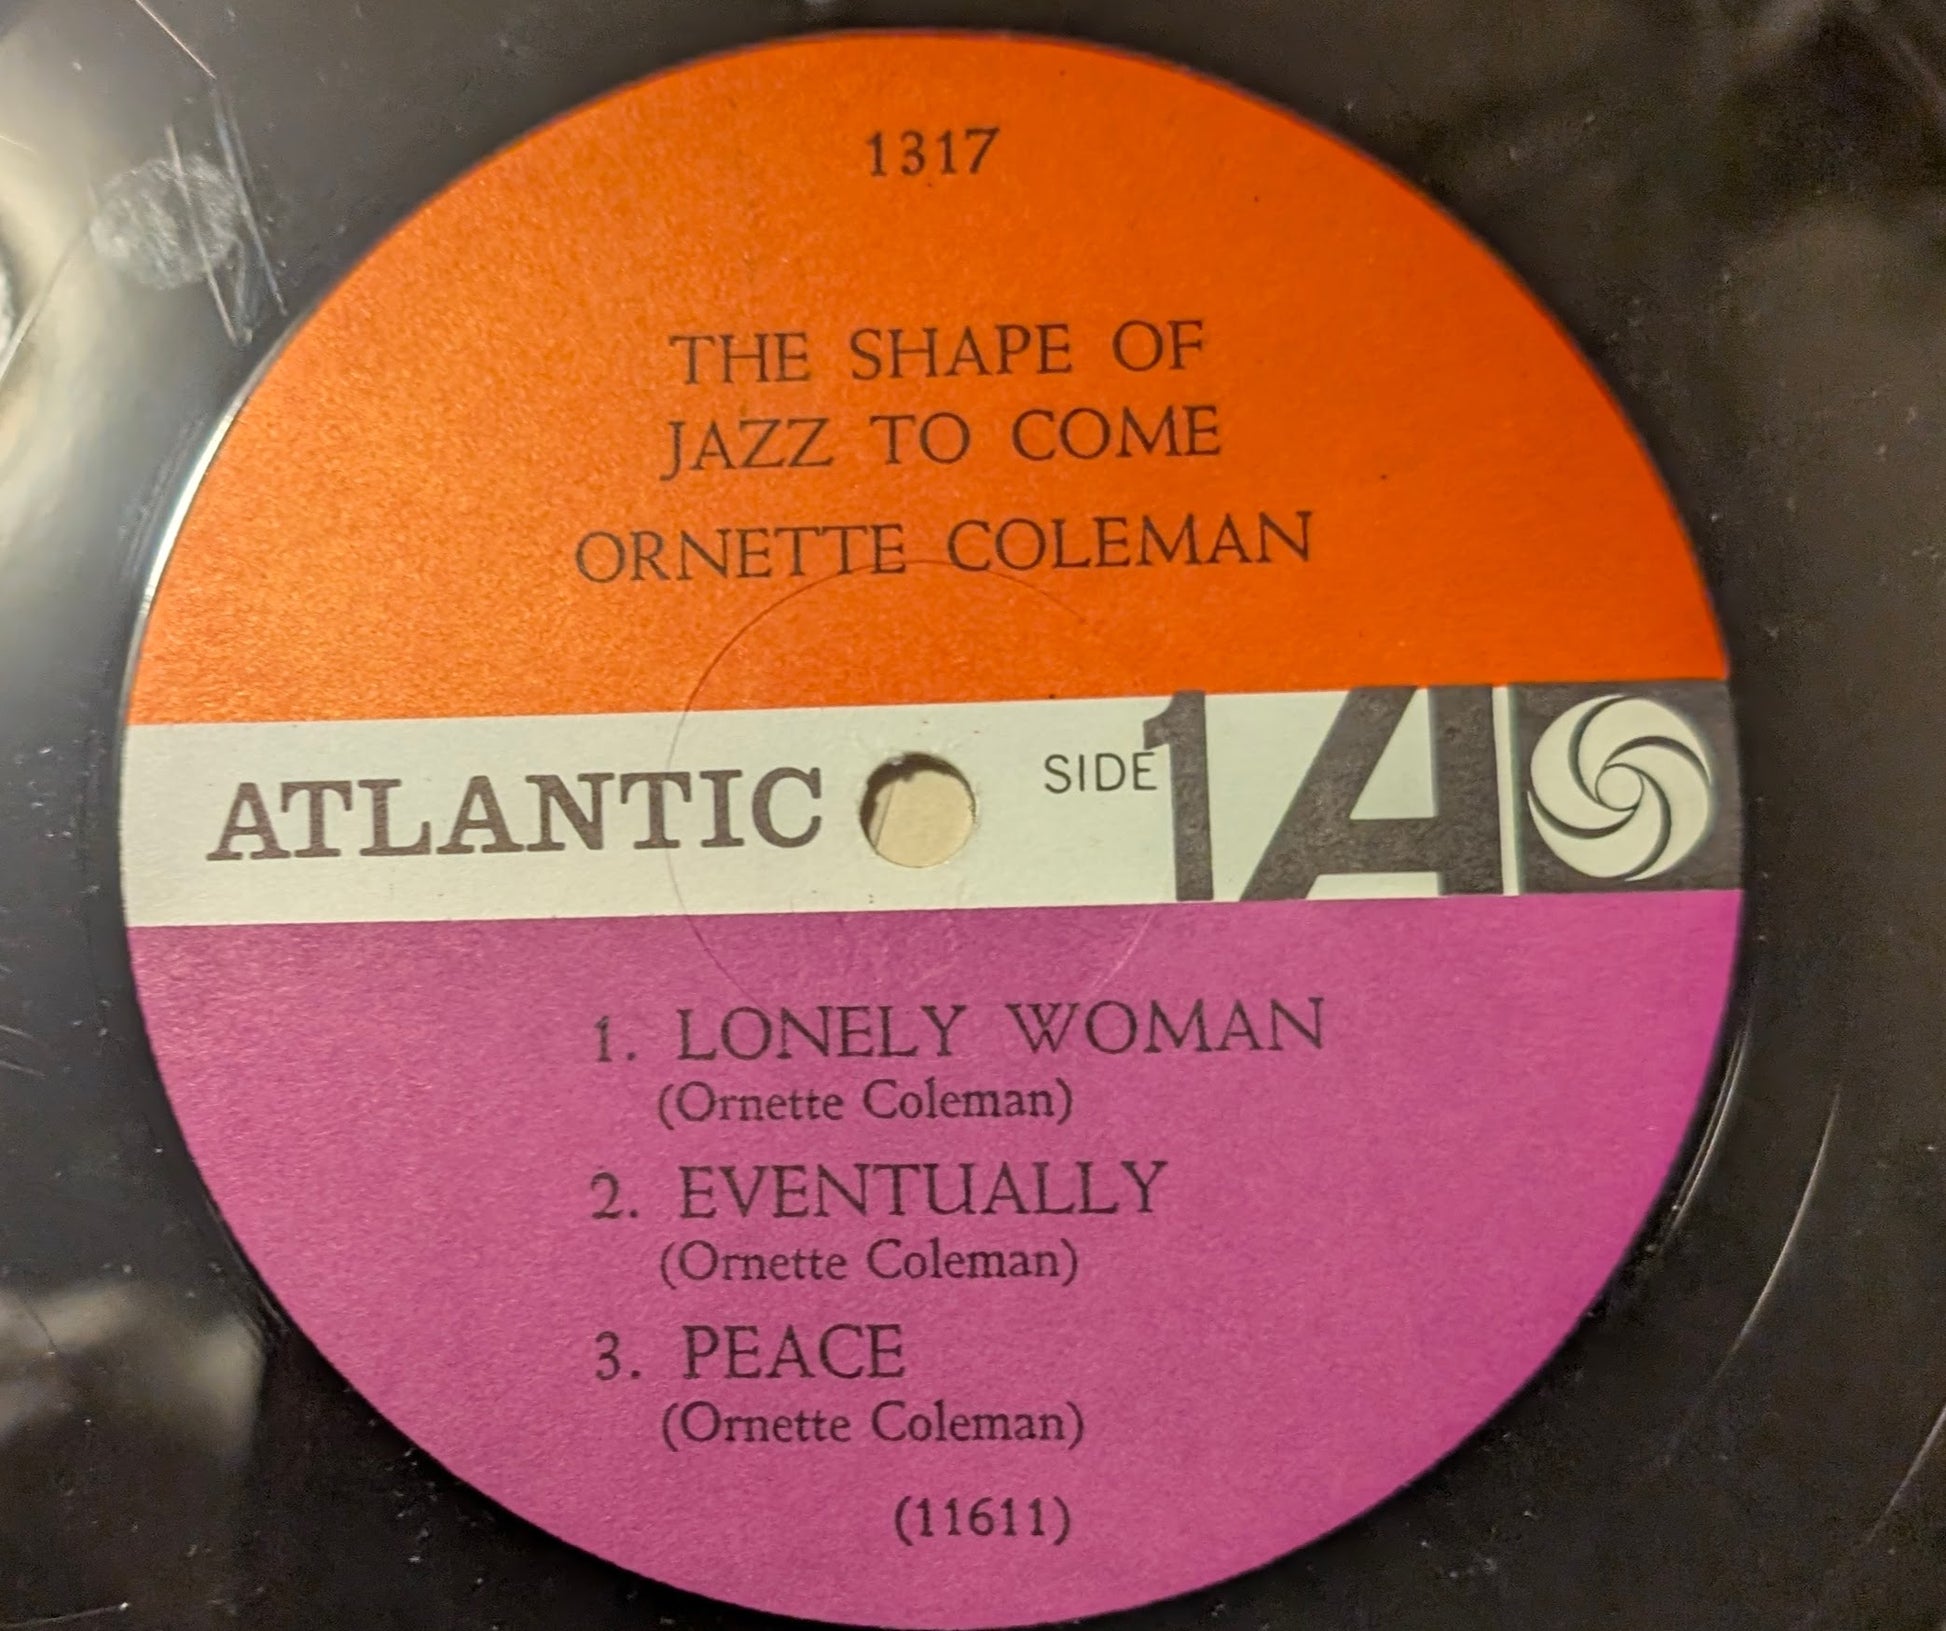 1317
THE SHAPE OF
JAZZ TO COME
ORNETTE COLEMAN
ATLANTIC SIDE 1 A
1. LONELY WOMAN
(Ornette Coleman)
2. EVENTUALLY
(Ornette Coleman)
3. PEACE
(Ornette Coleman)
(11611)